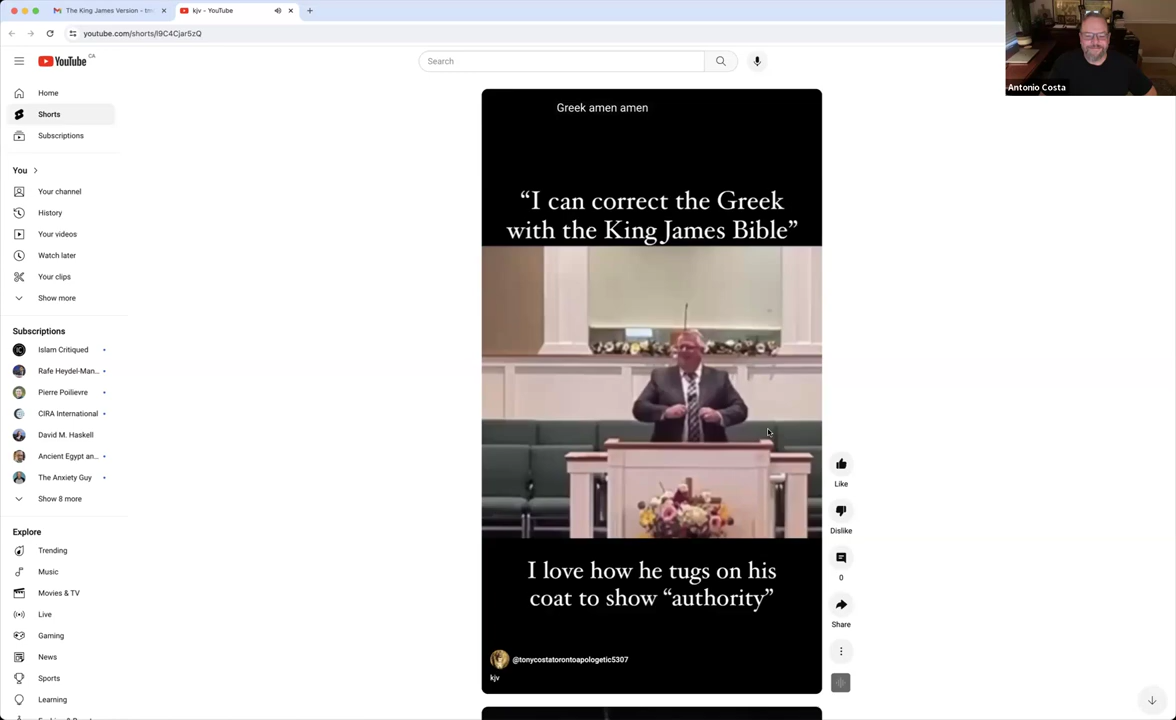 The King James Version - tm
kjv - YouTube
youtube.com/shorts/l9C4Cjar5zQ
YouTube
CA
Search
Antonio Costa
Home
Shorts
Subscriptions
You
Your channel
History
Your videos
Watch later
Your clips
Show more
Subscriptions
Islam Critiqued
Rafe Heydel-Man...
Pierre Poilievre
CIRA International
David M. Haskell
Ancient Egypt an...
The Anxiety Guy
Show 8 more
Explore
Trending
Music
Movies & TV
Live
Gaming
News
Sports
Learning
Greek amen amen
“I can correct the Greek
with the King James Bible”
I love how he tugs on his
coat to show “authority”
@tonycostatorontoapologetic5307
kjv
Like
Dislike
0
Share